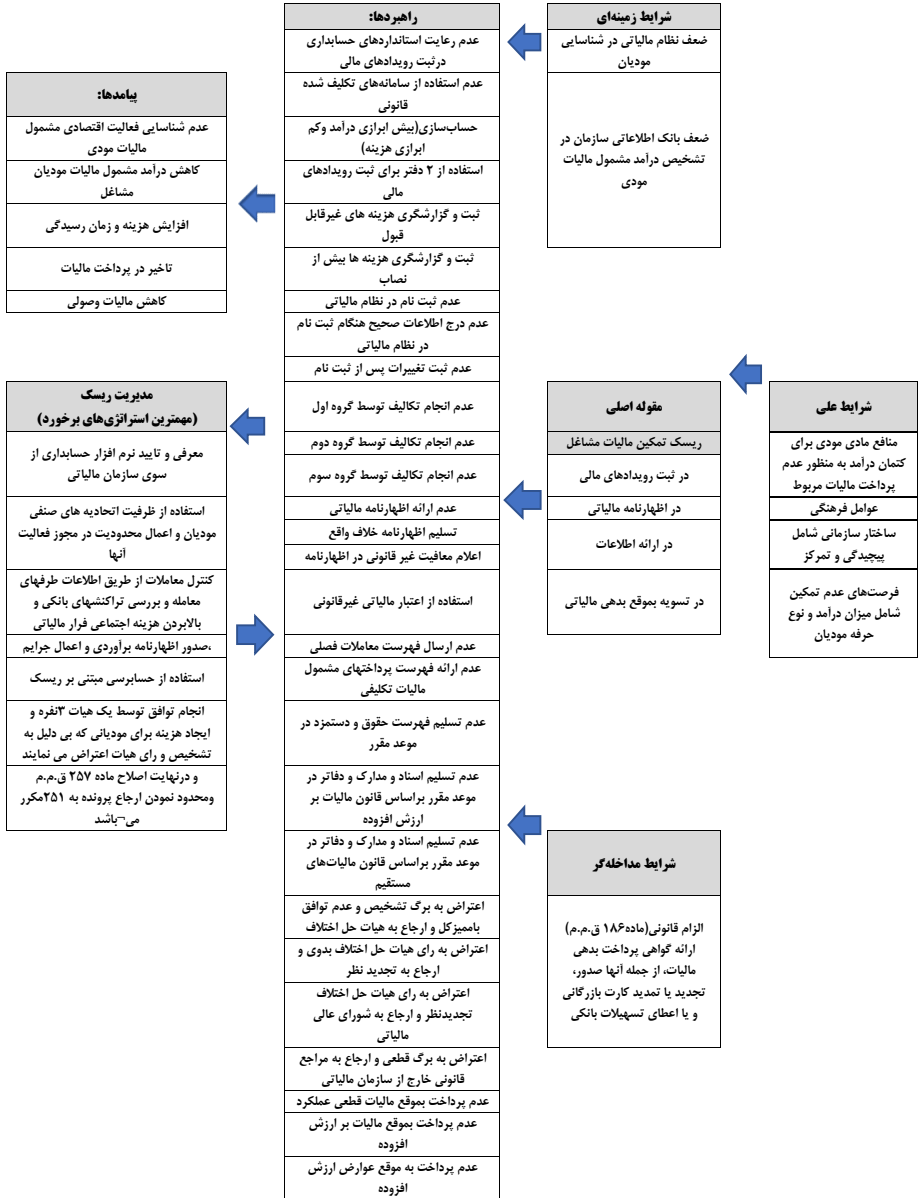 شرایط علی
منافع مادی مودی برای
کتمان درآمد به منظور عدم
پرداخت مالیات مربوط
عوامل فرهنگی
ساختار سازمانی شامل
پیچیدگی و تمرکز
فرصت‌های عدم تمکین
شامل میزان درآمد و نوع
حرفه مودیان
شرایط زمینه‌ای
ضعف نظام مالیاتی در شناسایی
مودیان
ضعف بانک اطلاعاتی سازمان در
تشخیص درآمد مشمول مالیات
مودی
مقوله اصلی
ریسک تمکین مالیات مشاغل
در ثبت رویدادهای مالی
در اظهارنامه مالیاتی
در ارائه اطلاعات
در تسویه بموقع بدهی مالیاتی
شرایط مداخله‌گر
الزام قانونی(ماده۱۸۶ ق.م.م)
ارائه گواهی پرداخت بدهی
مالیات، از جمله آنها صدور،
تجدید یا تمدید کارت بازرگانی
و یا اعطای تسهیلات بانکی
راهبردها:
عدم رعایت استانداردهای حسابداری
درثبت رویدادهای مالی
عدم استفاده از سامانه‌های تکلیف شده
قانونی
حساب‌سازی(بیش ابرازی درآمد وکم
ابرازی هزینه)
استفاده از ۲ دفتر برای ثبت رویدادهای
مالی
ثبت و گزارشگری هزینه های غیرقابل
قبول
ثبت و گزارشگری هزینه ها بیش از
نصاب
عدم ثبت نام در نظام مالیاتی
عدم درج اطلاعات صحیح هنگام ثبت نام
در نظام مالیاتی
عدم ثبت تغییرات پس از ثبت نام
عدم انجام تکالیف توسط گروه اول
عدم انجام تکالیف توسط گروه دوم
عدم انجام تکالیف توسط گروه سوم
عدم ارائه اظهارنامه مالیاتی
تسلیم اظهارنامه خلاف واقع
اعلام معافیت غیر قانونی در اظهارنامه
استفاده از اعتبار مالیاتی غیرقانونی
عدم ارسال فهرست معاملات فصلی
عدم ارائه فهرست پرداختهای مشمول
مالیات تکلیفی
عدم تسلیم فهرست حقوق و دستمزد در
موعد مقرر
عدم تسلیم اسناد و مدارک و دفاتر در
موعد مقرر براساس قانون مالیات بر
ارزش افزوده
عدم تسلیم اسناد و مدارک و دفاتر در
موعد مقرر براساس قانون مالیات‌های
مستقیم
اعتراض به برگ تشخیص و عدم توافق
باممیزکل و ارجاع به هیات حل اختلاف
اعتراض به رای هیات حل اختلاف بدوی و
ارجاع به تجدید نظر
اعتراض به رای هیات حل اختلاف
تجدیدنظر و ارجاع به شورای عالی
مالیاتی
اعتراض به برگ قطعی و ارجاع به مراجع
قانونی خارج از سازمان مالیاتی
عدم پرداخت بموقع مالیات قطعی عملکرد
عدم پرداخت بموقع مالیات بر ارزش
افزوده
عدم پرداخت به موقع عوارض ارزش
افزوده
پیامدها:
عدم شناسایی فعالیت اقتصادی مشمول
مالیات مودی
کاهش درآمد مشمول مالیات مودیان
مشاغل
افزایش هزینه و زمان رسیدگی
تاخیر در پرداخت مالیات
کاهش مالیات وصولی
مدیریت ریسک
(مهمترین استراتژی‌های برخورد)
معرفی و تایید نرم افزار حسابداری از
سوی سازمان مالیاتی
استفاده از ظرفیت اتحادیه های صنفی
مودیان و اعمال محدودیت در مجوز فعالیت
آنها
کنترل معاملات از طریق اطلاعات طرفهای
معامله و بررسی تراکنشهای بانکی و
بالابردن هزینه اجتماعی فرار مالیاتی
،صدور اظهارنامه برآوردی و اعمال جرایم
استفاده از حسابرسی مبتنی بر ریسک
انجام توافق توسط یک هیات ۳نفره و
ایجاد هزینه برای مودیانی که بی دلیل به
تشخیص و رای هیات اعتراض می نمایند
و درنهایت اصلاح ماده ۲۵۷ ق.م.م
ومحدود نمودن ارجاع پرونده به ۲۵۱مکرر
می¬باشد